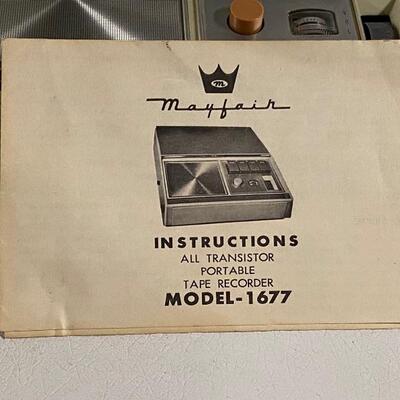 m
Mayfair
INSTRUCTIONS
ALL TRANSISTOR
PORTABLE
TAPE RECORDER
MODEL-1677